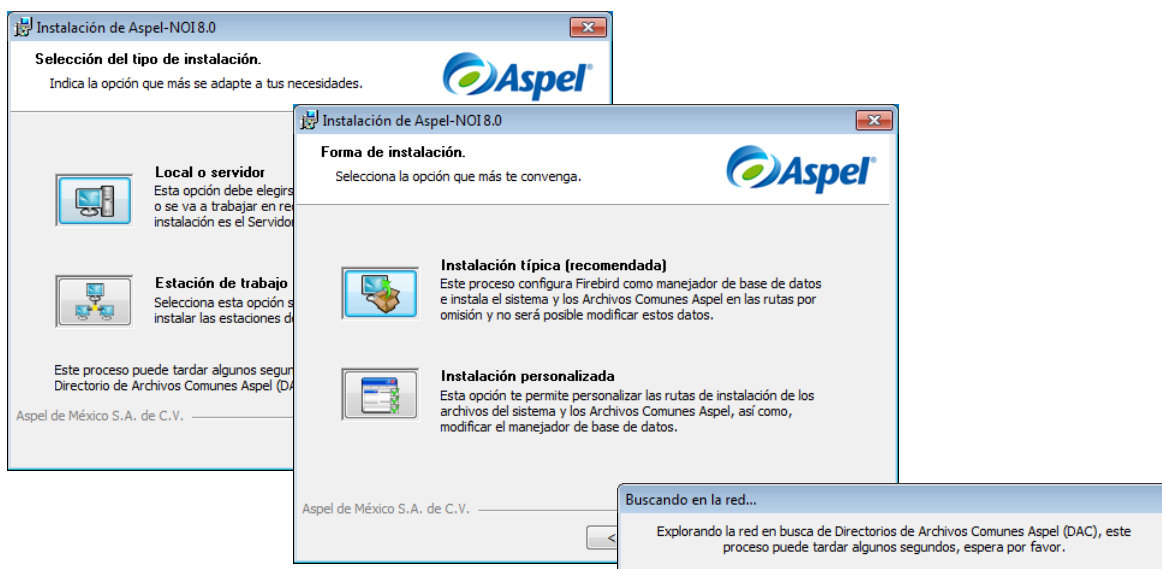 Instalación de Aspel-NOI 8.0
Selección del tipo de instalación.
Indica la opción que más se adapte a tus necesidades.
Aspel
Local o servidor
Esta opción debe
o se va a trabajar en
instalación es el
Estación de trabajo
Selecciona esta opción
instalar las estaciones
Este proceso puede tardar algunos
Directorio de Archivos Comunes Aspel
Aspel de México S.A. de C.V.
Instalación de Aspel-NOI 8.0
Forma de instalación.
Selecciona la opción que más te convenga.
Aspel
Instalación típica (recomendada)
Este proceso configura Firebird como manejador de base de datos
e instala el sistema y los Archivos Comunes Aspel en las rutas por
omisión y no será posible modificar estos datos.
Instalación personalizada
Esta opción te permite personalizar las rutas de instalación de los
archivos del sistema y los Archivos Comunes Aspel, así como,
modificar el manejador de base de datos.
Aspel de México S.A. de C.V.
<
Buscando en la red...
Explorando la red en busca de Directorios de Archivos Comunes Aspel (DAC), este
proceso puede tardar algunos segundos, espera por favor.